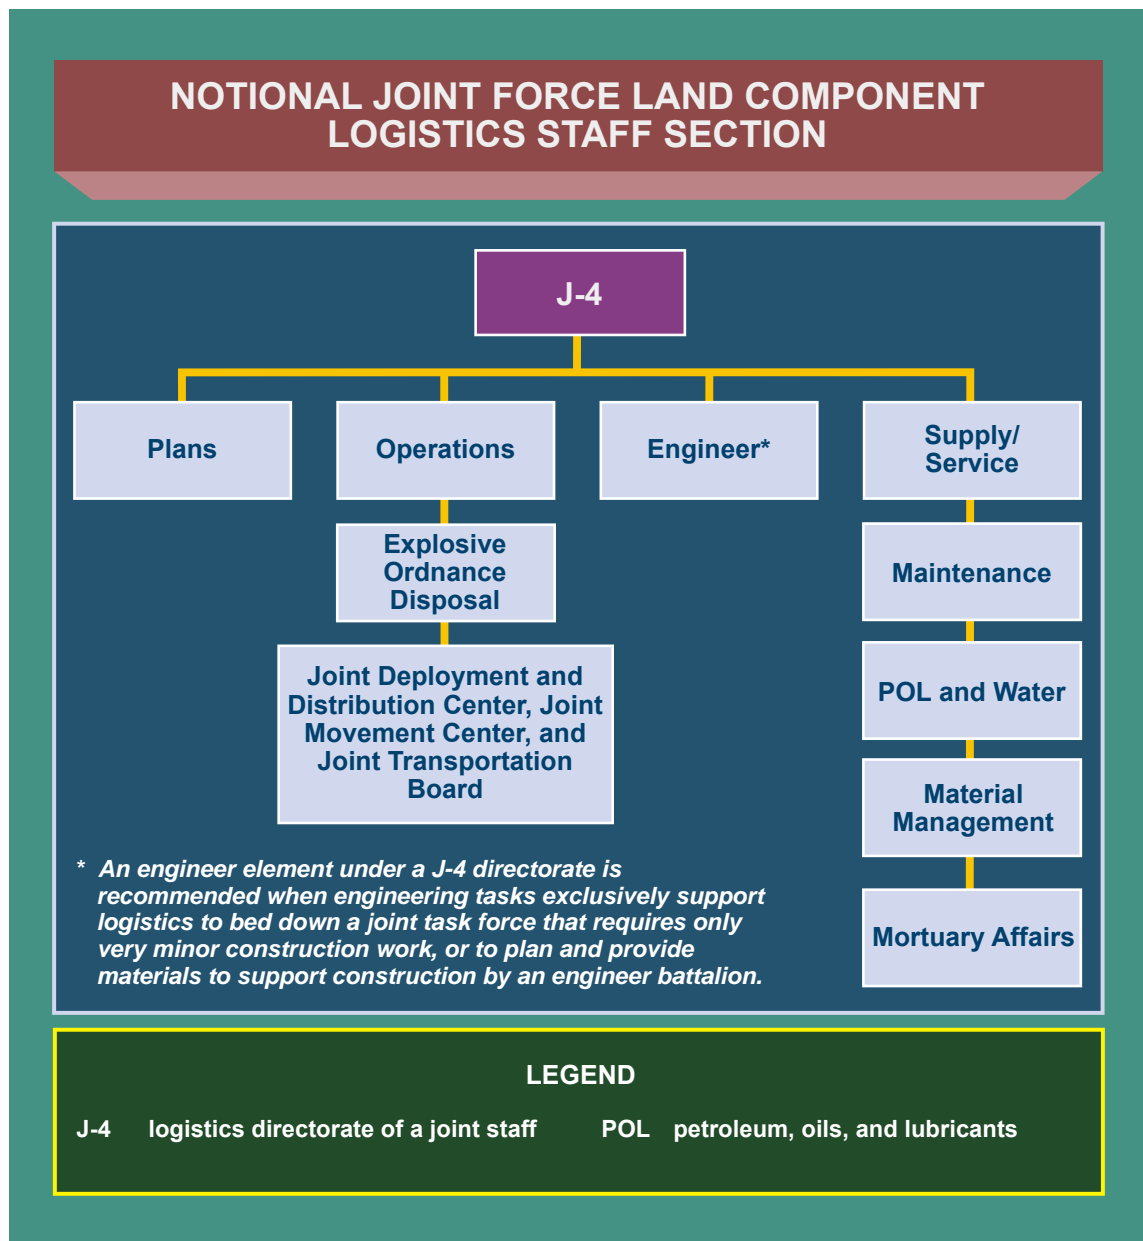 NOTIONAL JOINT FORCE LAND COMPONENT
LOGISTICS STAFF SECTION
J-4
Plans
Operations
Engineer*
Supply/
Service
Explosive
Ordnance
Disposal
Maintenance
Joint Deployment and
Distribution Center, Joint
Movement Center, and
Joint Transportation
Board
POL and Water
Material
Management
Mortuary Affairs
* An engineer element under a J-4 directorate is
recommended when engineering tasks exclusively support
logistics to bed down a joint task force that requires only
very minor construction work, or to plan and provide
materials to support construction by an engineer battalion.
LEGEND
J-4 logistics directorate of a joint staff POL petroleum, oils, and lubricants